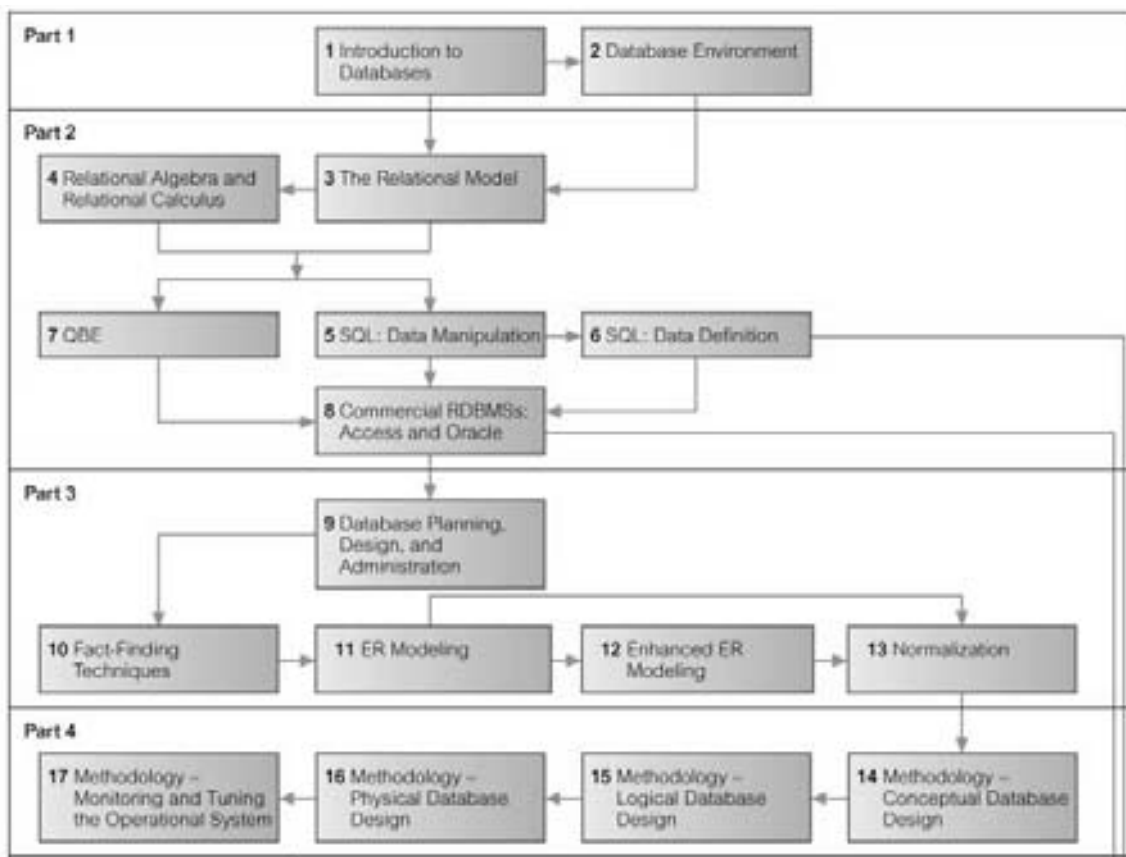 Part 1
1 Introduction to
Databases
2 Database Environment
Part 2
4 Relational Algebra and
Relational Calculus
3 The Relational Model
7 QBE
5 SQL: Data Manipulation
6 SQL: Data Definition
8 Commercial RDBMSs:
Access and Oracle
Part 3
9 Database Planning,
Design, and
Administration
10 Fact-Finding
Techniques
11 ER Modeling
12 Enhanced ER
Modeling
13 Normalization
Part 4
17 Methodology –
Monitoring and Tuning
the Operational System
16 Methodology –
Physical Database
Design
15 Methodology –
Logical Database
Design
14 Methodology –
Conceptual Database
Design